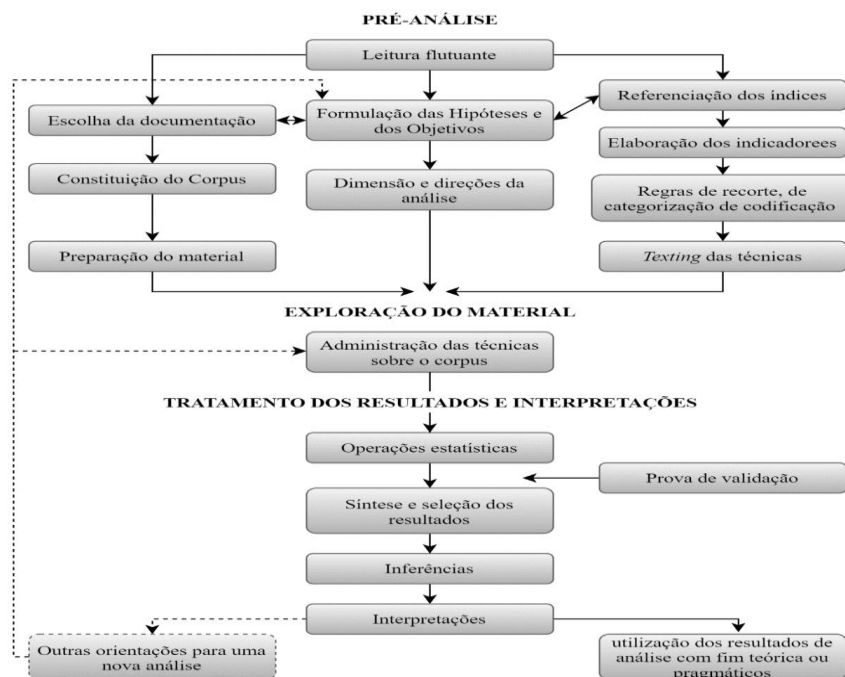 PRÉ-ANÁLISE
Leitura flutuante
Escolha da documentação
Formulação das Hipóteses e
dos Objetivos
Referenciação dos índices
Elaboração dos indicadorees
Constituição do Corpus
Dimensão e direções da
análise
Regras de recorte, de
categorização de codificação
Preparação do material
Texting das técnicas
EXPLORAÇÃO DO MATERIAL
Administração das técnicas
sobre o corpus
TRATAMENTO DOS RESULTADOS E INTERPRETAÇÕES
Operações estatísticas
Prova de validação
Síntese e seleção dos
resultados
Inferências
Interpretações
Outras orientações para uma
nova análise
utilização dos resultados de
análise com fim teórica ou
pragmáticos